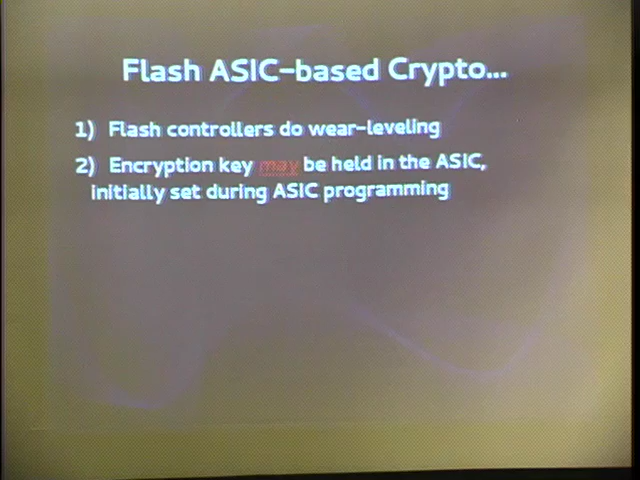 Flash ASIC-based Crypto...
1) Flash controllers do wear-leveling
2) Encryption key may be held in the ASIC,
initially set during ASIC programming